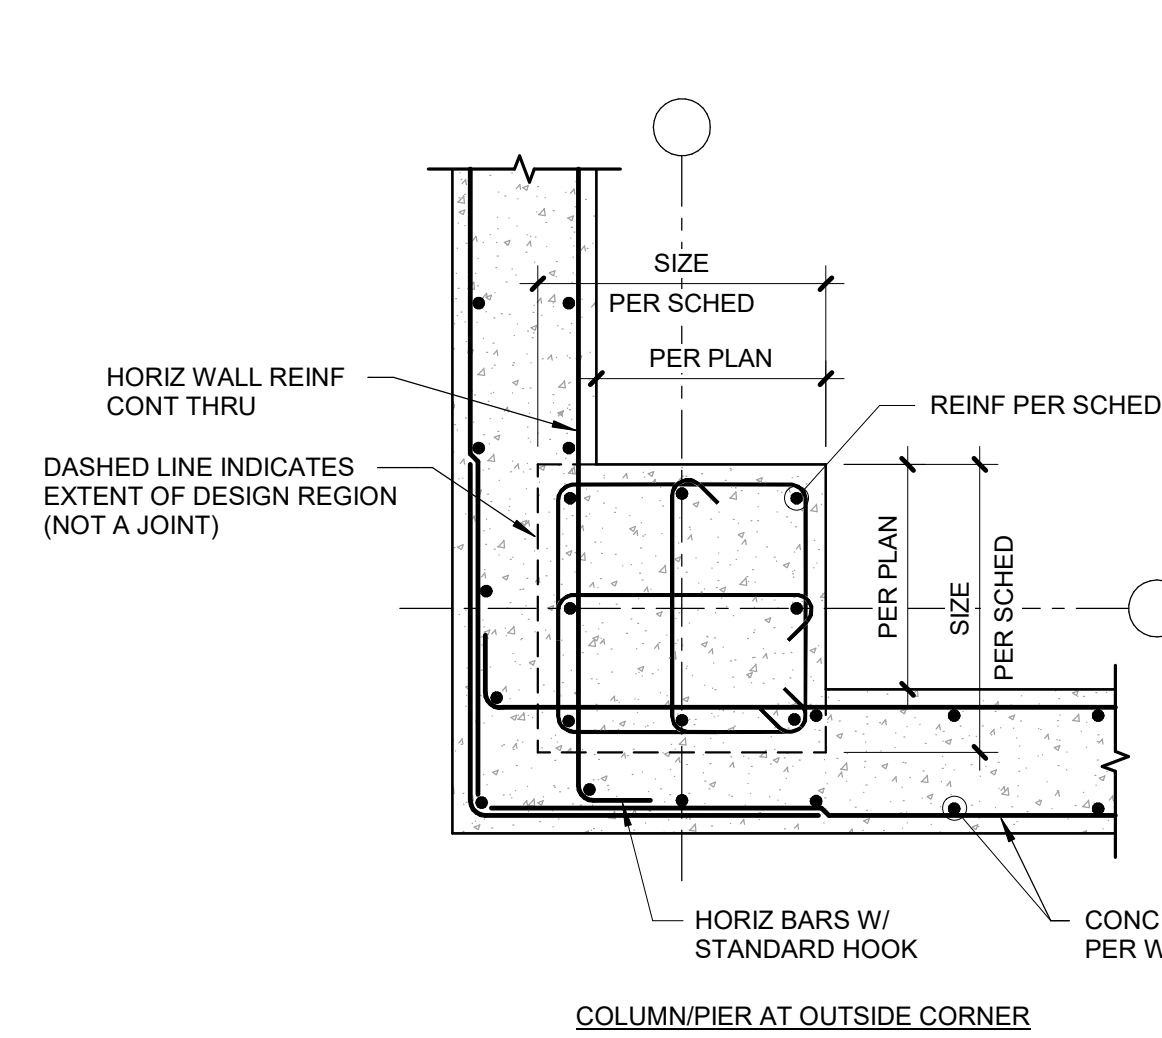 SIZE
PER SCHED
PER PLAN
HORIZ WALL REINF
CONT THRU
REINF PER SCHED
DASHED LINE INDICATES
EXTENT OF DESIGN REGION
(NOT A JOINT)
PER PLAN
SIZE
PER SCHED
HORIZ BARS W/
STANDARD HOOK
CONC
PER W
COLUMN/PIER AT OUTSIDE CORNER